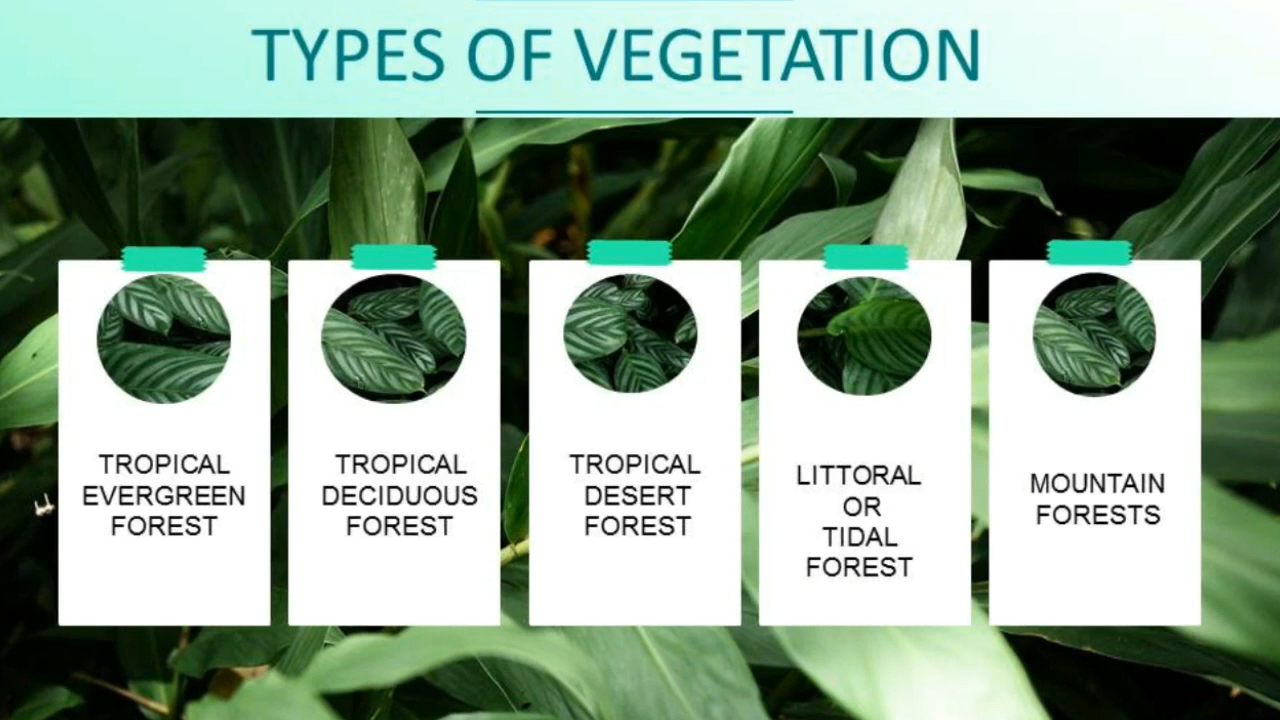 TYPES OF VEGETATION
TROPICAL
EVERGREEN
FOREST
TROPICAL
DECIDUOUS
FOREST
TROPICAL
DESERT
FOREST
LITTORAL
OR
TIDAL
FOREST
MOUNTAIN
FORESTS